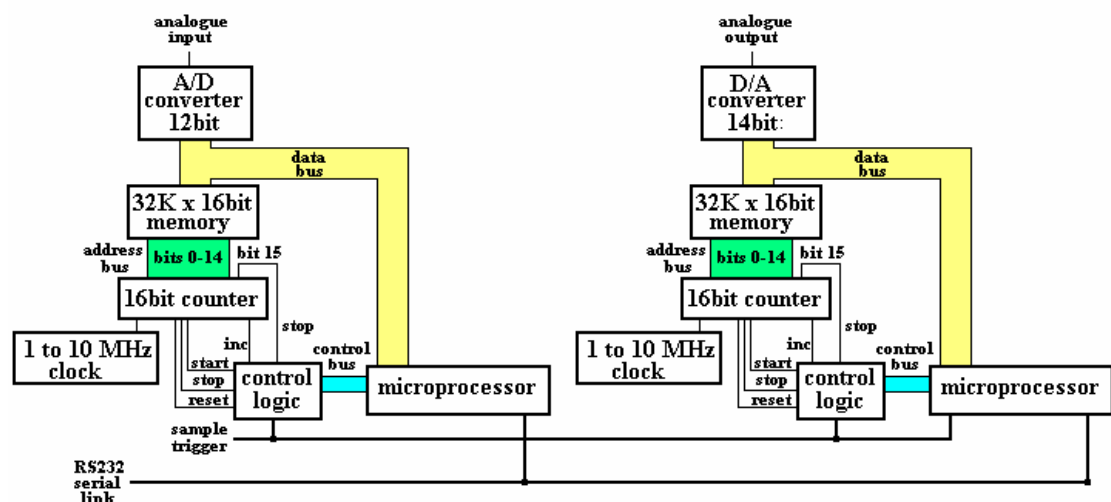 analogue
input
A/D
converter
12bit
data
bus
32K x 16bit
memory
address
bus
bits 0-14
bit 15
16bit counter
stop
1 to 10 MHz
clock
inc
start
stop
reset
control
logic
control
bus
microprocessor
analogue
output
D/A
converter
14bit:
data
bus
32K x 16bit
memory
address
bus
bits 0-14
bit 15
16bit counter
stop
1 to 10 MHz
clock
inc
start
stop
reset
control
logic
control
bus
microprocessor
sample
trigger
RS232
serial
link